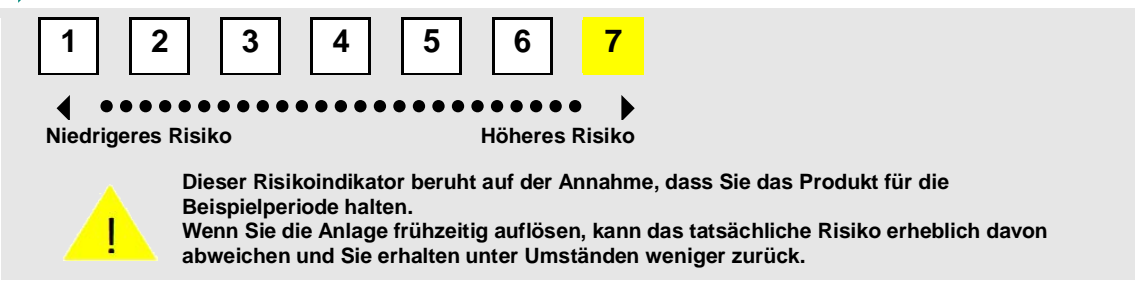 1 2 3 4 5 6 7
Niedrigeres Risiko Höheres Risiko
Dieser Risikoindikator beruht auf der Annahme, dass Sie das Produkt für die
Beispielperiode halten.
Wenn Sie die Anlage frühzeitig auflösen, kann das tatsächliche Risiko erheblich davon
abweichen und Sie erhalten unter Umständen weniger zurück.
!